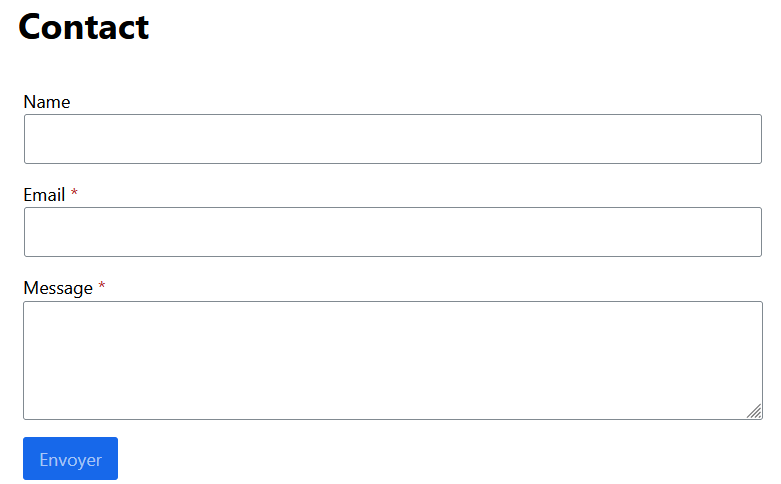 Contact
Name
Email *
Message *
Envoyer